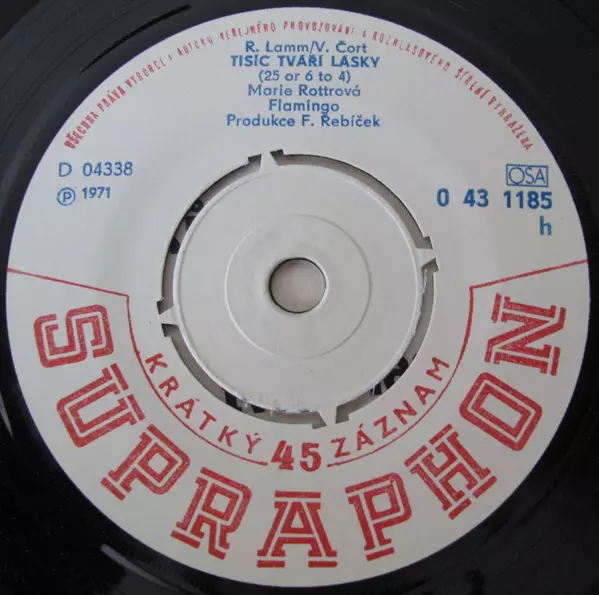 VŠECHNA PRÁVA VÝROBCE I AUTORŮ VEŘEJNÉHO PROVOZOVÁNÍ A ROZHLASOVÉHO ŠÍŘENÍ VYHRAZENA
R. Lamm/V. Čort
TISÍC TVÁŘÍ LÁSKY
(25 or 6 to 4)
Marie Rottrová
Flamingo
Produkce F. Řebíček
D 04338
Ⓟ 1971
OSA
0 43 1185
h
KRÁTKÝ 45 ZÁZNAM
SUPRAPHON